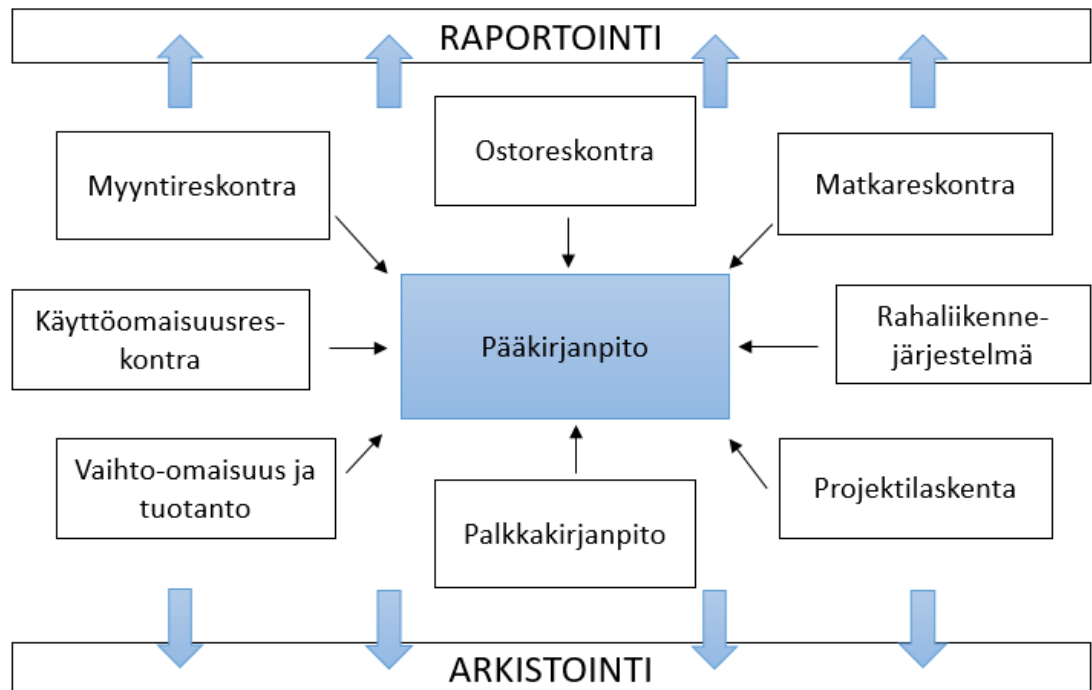 RAPORTOINTI
Ostoreskontra
Myyntireskontra
Matkareskontra
Käyttöomaisuusres-
kontra
Pääkirjanpito
Rahaliikenne-
järjestelmä
Vaihto-omaisuus ja
tuotanto
Palkkakirjanpito
Projektilaskenta
ARKISTOINTI